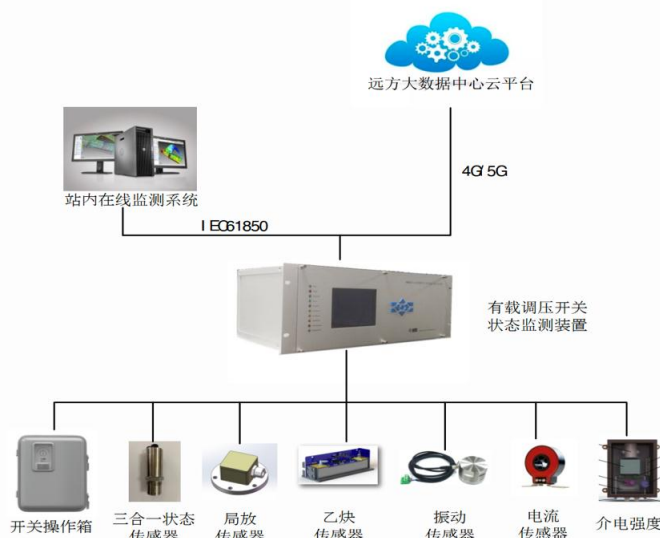 远方大数据中心云平台
4G/5G
站内在线监测系统
IEC61850
有载调压开关
状态监测装置
开关操作箱
三合一状态
传感器
局放
传感器
乙炔
传感器
振动
传感器
电流
传感器
介电强度